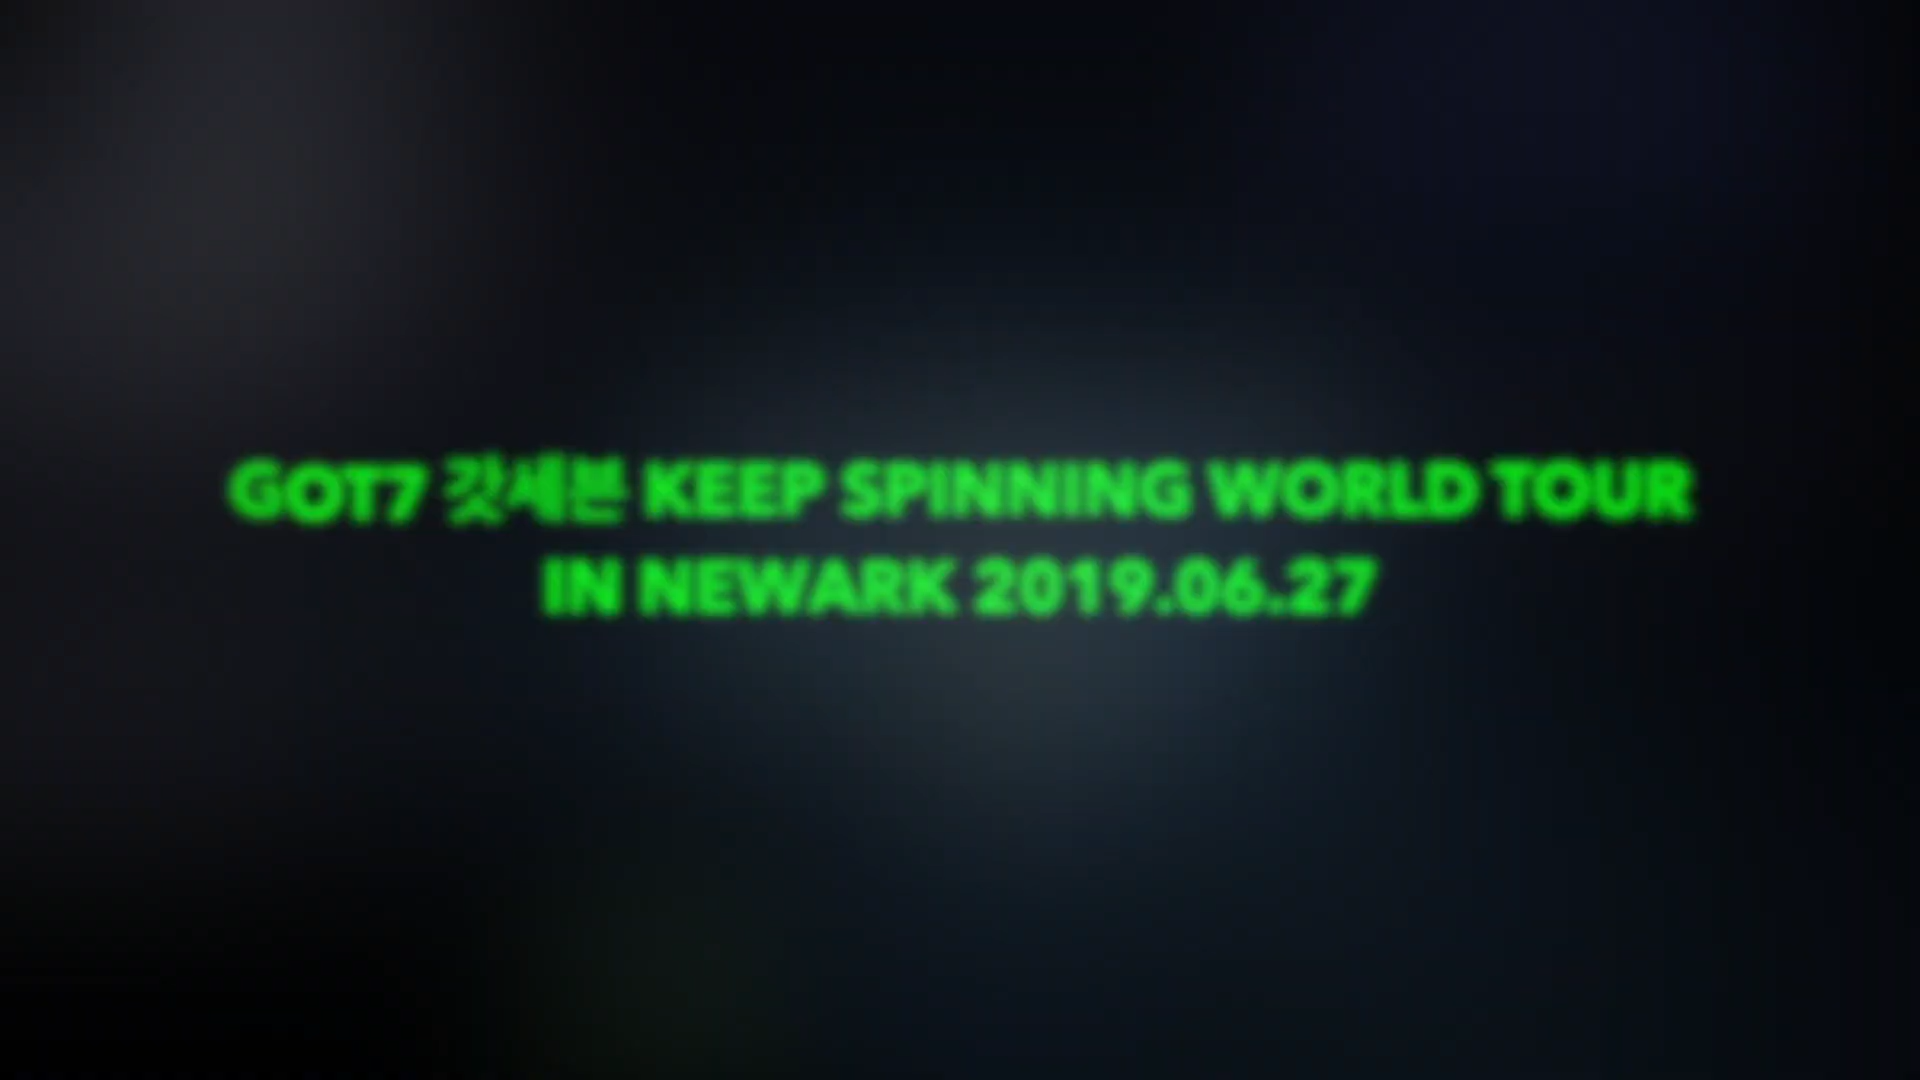 GOT7 갓세븐 KEEP SPINNING WORLD TOUR
IN NEWARK 2019.06.27